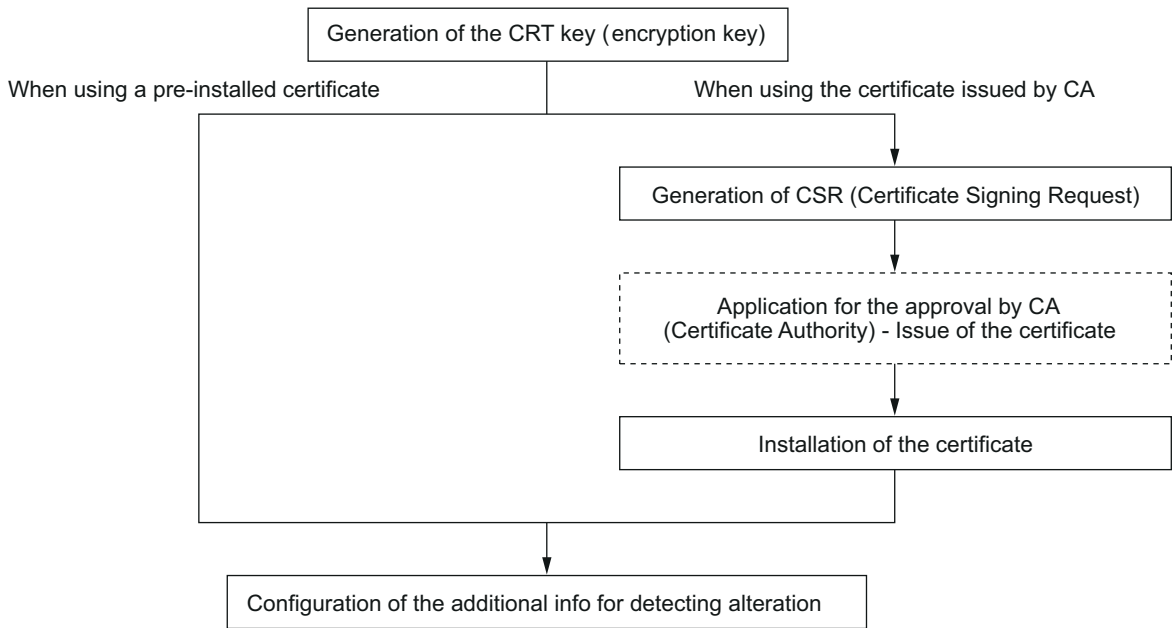 Generation of the CRT key (encryption key)
When using a pre-installed certificate
When using the certificate issued by CA
Generation of CSR (Certificate Signing Request)
Application for the approval by CA
(Certificate Authority) - Issue of the certificate
Installation of the certificate
Configuration of the additional info for detecting alteration